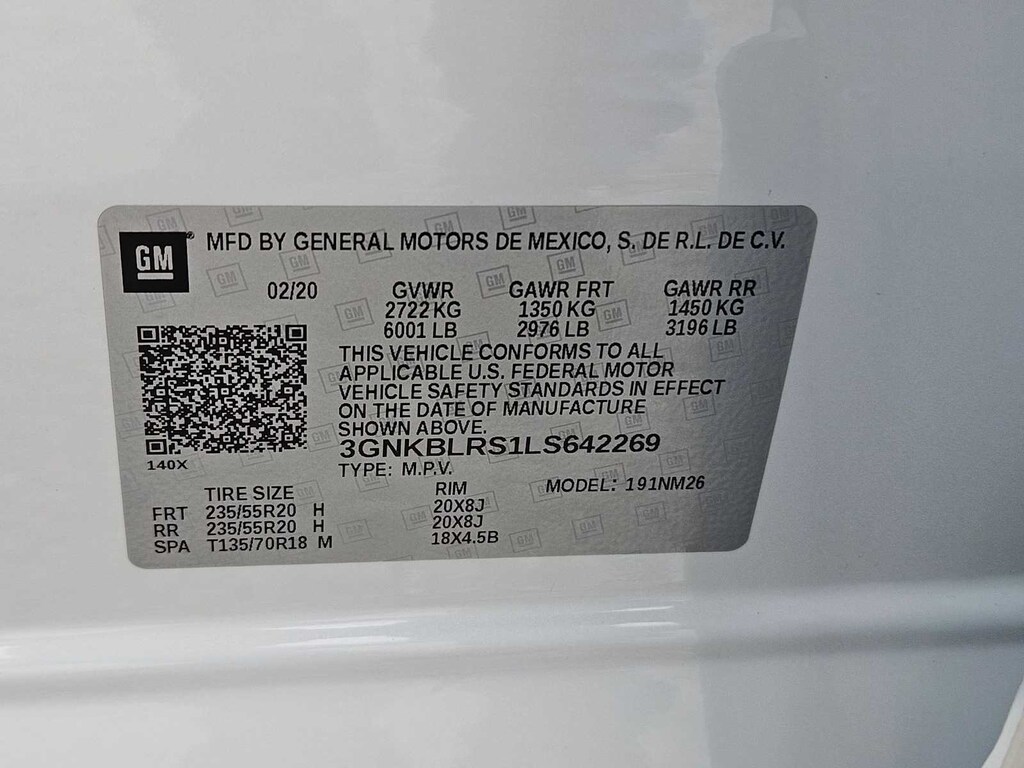 GM® MFD BY GENERAL MOTORS DE MEXICO, S. DE R.L. DE C.V.
02/20 GVWR GAWR FRT GAWR RR
2722 KG 1350 KG 1450 KG
6001 LB 2976 LB 3196 LB
THIS VEHICLE CONFORMS TO ALL
APPLICABLE U.S. FEDERAL MOTOR
VEHICLE SAFETY STANDARDS IN EFFECT
ON THE DATE OF MANUFACTURE
SHOWN ABOVE.
3GNKBLRS1LS642269
140X TYPE: M.P.V.
TIRE SIZE RIM MODEL: 191NM26
FRT 235/55R20 H 20X8J
RR 235/55R20 H 20X8J
SPA T135/70R18 M 18X4.5B